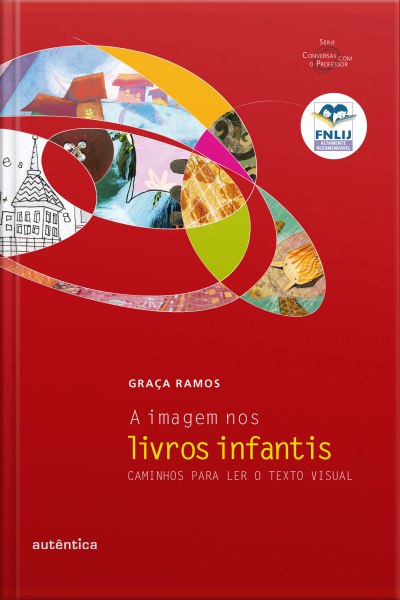 Série
Conversas com
o Professor
FNLIJ
ALTAMENTE
RECOMENDÁVEL
es
GRAÇA RAMOS
A imagem nos
livros infantis
CAMINHOS PARA LER O TEXTO VISUAL
autêntica